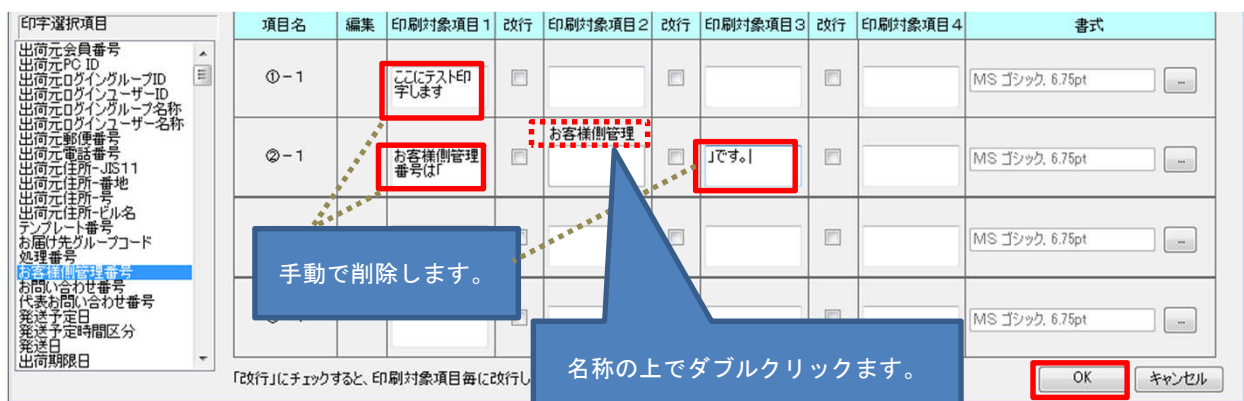 印字選択項目
出荷元会員番号
出荷元PC ID
出荷元ログイングループID
出荷元ログインユーザーID
出荷元ログイングループ名称
出荷元ログインユーザー名称
出荷元郵便番号
出荷元電話番号
出荷元住所-JIS11
出荷元住所-番地
出荷元住所-号
出荷元住所-ビル名
テンプレート番号
お届け先グループコード
処理番号
お客様側管理番号
お問い合わせ番号
代表お問い合わせ番号
発送予定日
発送予定時間区分
発送日
出荷期限日
項目名 編集 印刷対象項目1 改行 印刷対象項目2 改行 印刷対象項目3 改行 印刷対象項目4 書式
①-1 ここにテスト印 MS ゴシック, 6.75pt ...
字します
お客様側管理
②-1 お客様側管理 」です。 MS ゴシック, 6.75pt ...
番号は「
MS ゴシック, 6.75pt ...
手動で削除します。
MS ゴシック, 6.75pt ...
名称の上でダブルクリックます。
「改行」にチェックすると、印刷対象項目毎に改行し
OK キャンセル